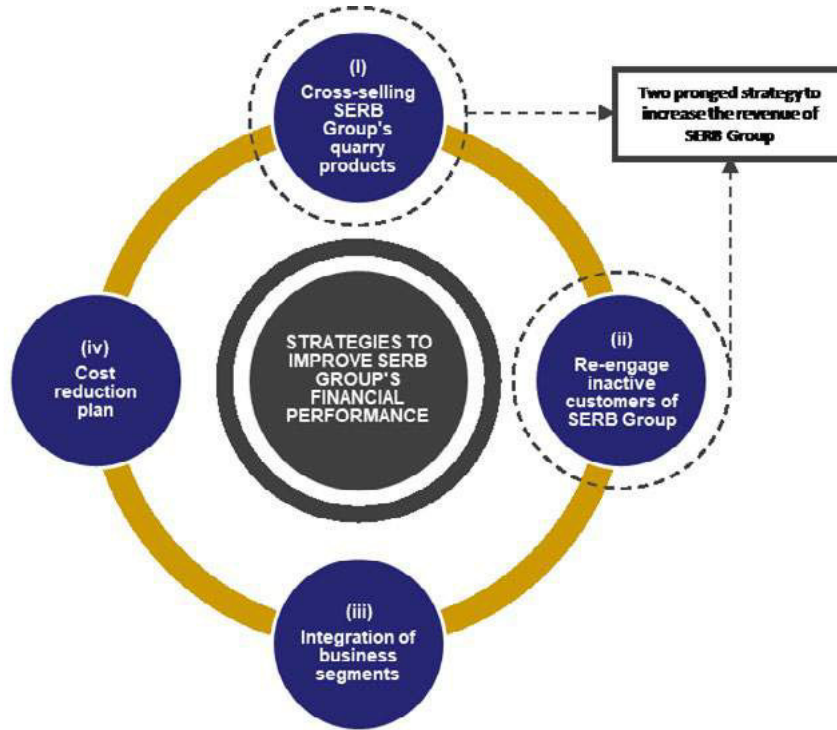 (i)
Cross-selling
SERB
Group's
quarry
products
Two pronged strategy to
increase the revenue of
SERB Group
(iv)
Cost
reduction
plan
STRATEGIES TO
IMPROVE SERB
GROUP'S
FINANCIAL
PERFORMANCE
(ii)
Re-engage
inactive
customers of
SERB Group
(iii)
Integration of
business
segments